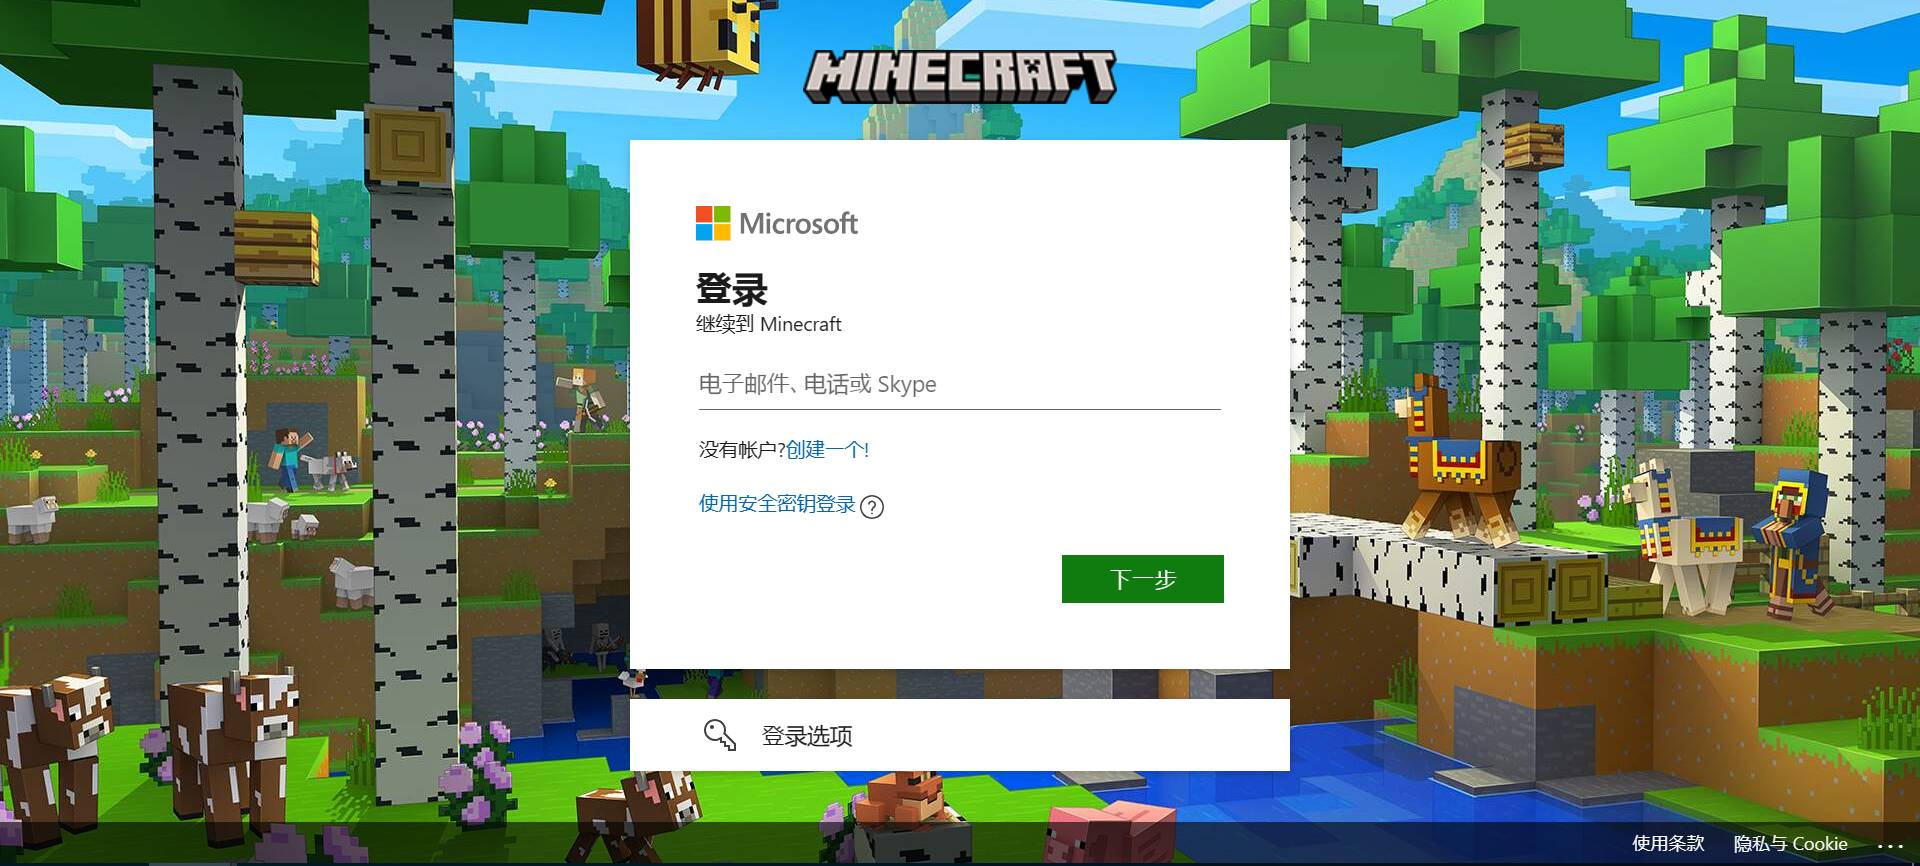 MINECRAFT
Microsoft
登录
继续到 Minecraft
电子邮件、电话或 Skype
没有帐户?创建一个!
使用安全密钥登录
下一步
登录选项
使用条款 隐私与 Cookie ...